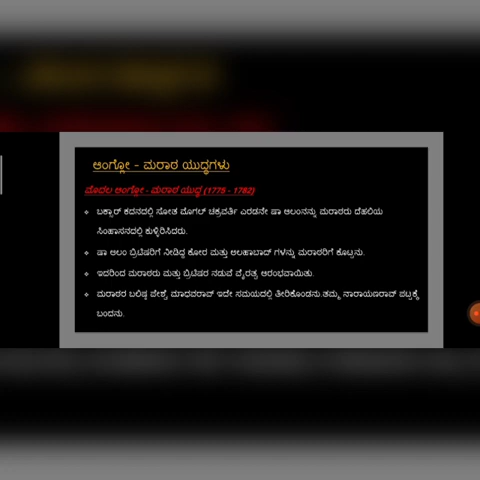 ಆಂಗ್ಲೋ - ಮರಾಠ ಯುದ್ಧಗಳು
ಮೊದಲ ಆಂಗ್ಲೋ - ಮರಾಠ ಯುದ್ಧ (1775 - 1782)
ಬಕ್ಸಾರ್ ಕದನದಲ್ಲಿ ಸೋತ ಮೊಗಲ್ ಚಕ್ರವರ್ತಿ ಎರಡನೇ ಷಾ ಆಲಂನನ್ನು ಮರಾಠರು ದೆಹಲಿಯ
ಸಿಂಹಾಸನದಲ್ಲಿ ಕುಳ್ಳಿರಿಸಿದರು.
ಷಾ ಆಲಂ ಬ್ರಿಟಿಷರಿಗೆ ನೀಡಿದ್ದ ಕೋರ ಮತ್ತು ಅಲಹಾಬಾದ್ ಗಳನ್ನು ಮರಾಠರಿಗೆ ಕೊಟ್ಟನು.
ಇದರಿಂದ ಮರಾಠರು ಮತ್ತು ಬ್ರಿಟಿಷರ ನಡುವೆ ವೈರತ್ವ ಆರಂಭವಾಯಿತು.
ಮರಾಠರ ಬಲಿಷ್ಠ ಪೇಶ್ವೆ ಮಾಧವರಾವ್ ಇದೇ ಸಮಯದಲ್ಲಿ ತೀರಿಕೊಂಡನು.ತಮ್ಮ ನಾರಾಯಣರಾವ್ ಪಟ್ಟಕ್ಕೆ
ಬಂದನು.